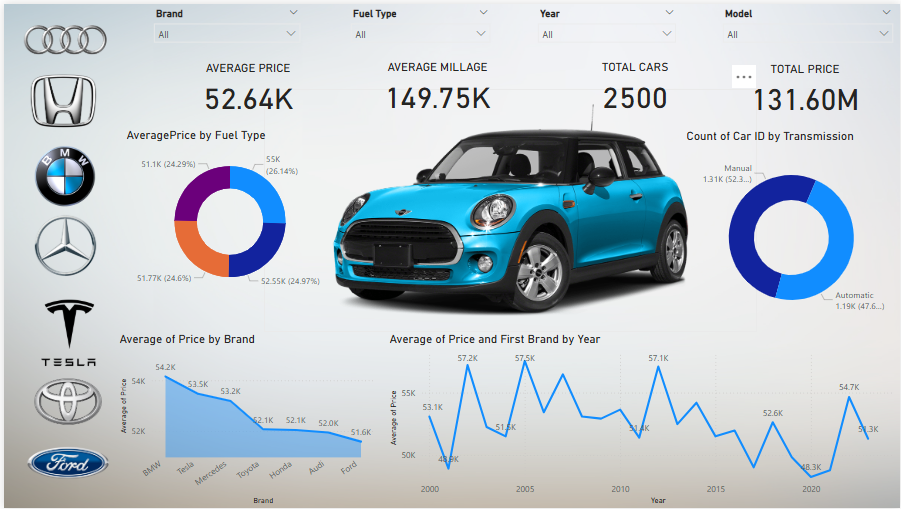 Brand
Fuel Type
Year
Model
All
All
All
All
AVERAGE PRICE
AVERAGE MILLAGE
TOTAL CARS
TOTAL PRICE
52.64K
149.75K
2500
131.60M
AveragePrice by Fuel Type
55K
(26.14%)
51.1K (24.29%)
51.77K (24.6%)
52.55K (24.97%)
Count of Car ID by Transmission
Manual
1.31K (52.3...)
Automatic
1.19K (47.6...)
BMW
TESLA
Ford
Average of Price by Brand
Average of Price
54K
52K
54.2K
53.5K
53.2K
52.1K
52.1K
52.0K
51.6K
BMW
Tesla
Mercedes
Toyota
Honda
Audi
Ford
Brand
Average of Price and First Brand by Year
Average of Price
55K
50K
53.1K
48.9K
57.2K
51.5K
57.5K
51.4K
57.1K
52.6K
48.3K
54.7K
51.3K
2000
2005
2010
2015
2020
Year